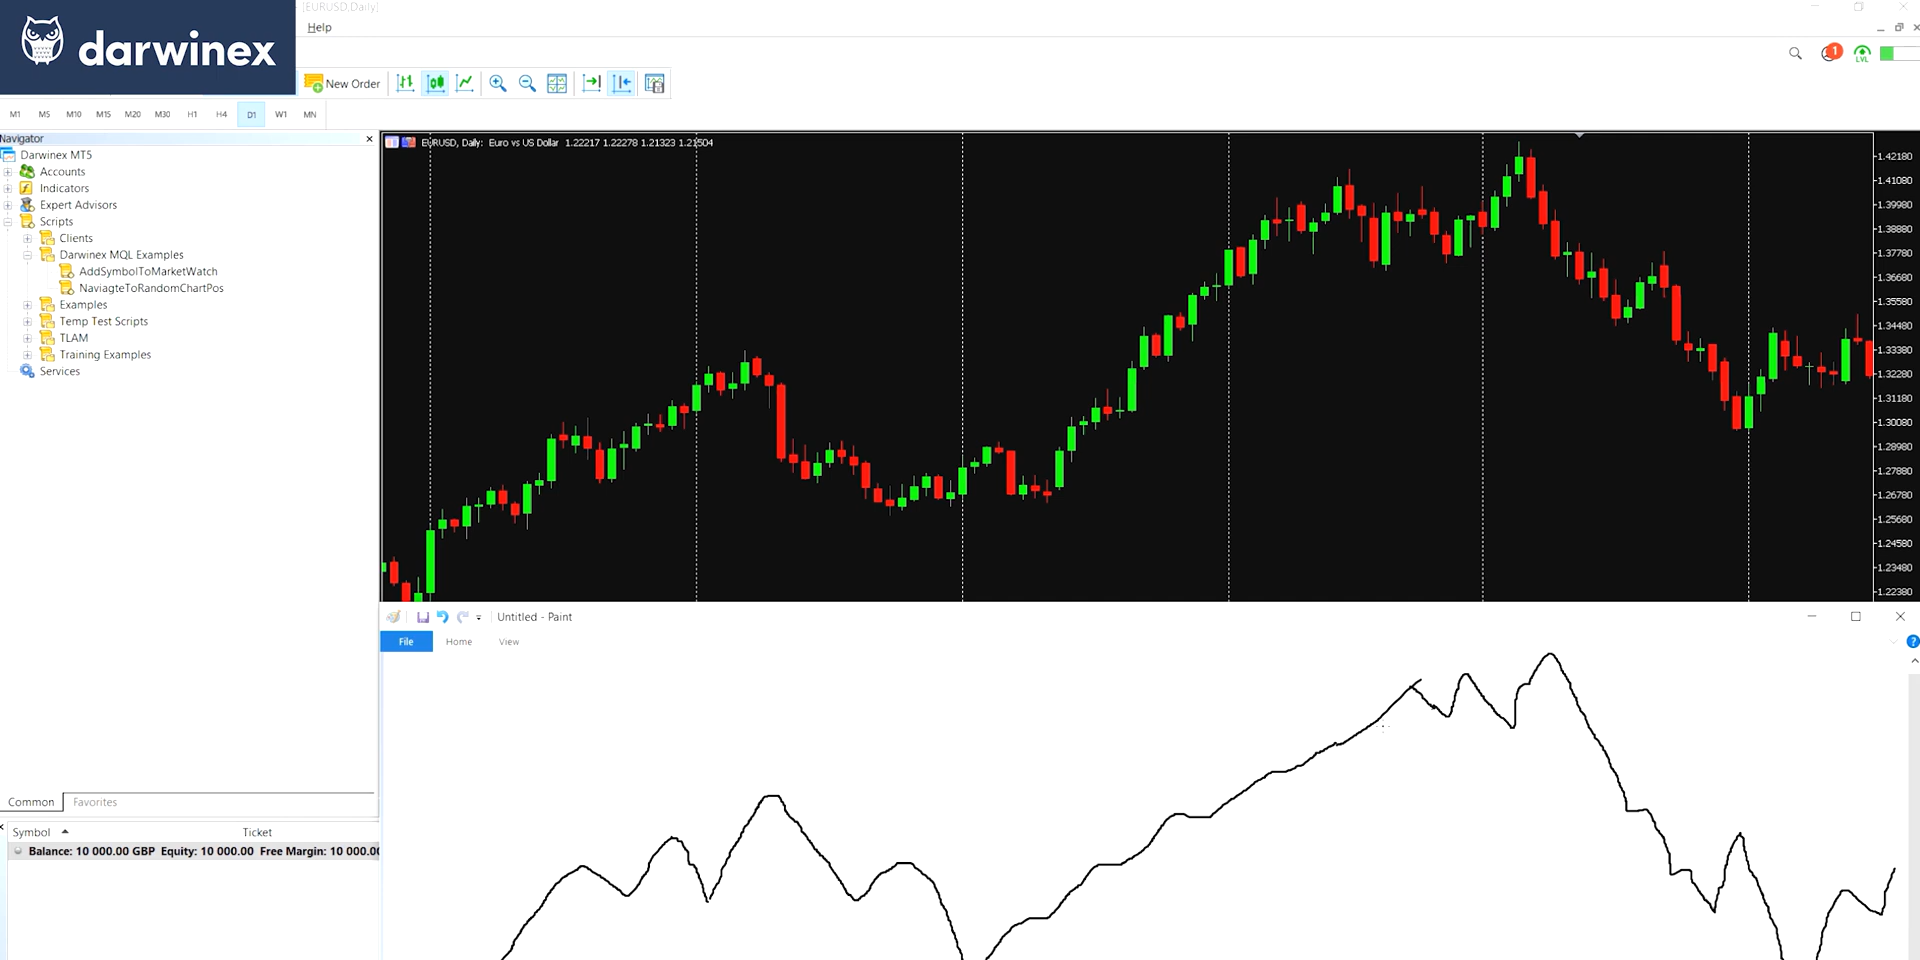 [EURUSD,Daily]
darwinex
Help
1
LVL
New Order
M1 M5 M10 M15 M20 M30 H1 H4 D1 W1 MN
Navigator
Darwinex MT5
Accounts
Indicators
Expert Advisors
Scripts
Clients
Darwinex MQL Examples
AddSymbolToMarketWatch
NaviagteToRandomChartPos
Examples
Temp Test Scripts
TLAM
Training Examples
Services
Common Favorites
Symbol Ticket
Balance: 10 000.00 GBP Equity: 10 000.00 Free Margin: 10 000.00
EURUSD, Daily: Euro vs US Dollar 1.22217 1.22278 1.21323 1.21504
1.42180
1.41080
1.39980
1.38880
1.37780
1.36680
1.35580
1.34480
1.33380
1.32280
1.31180
1.30080
1.28980
1.27880
1.26780
1.25680
1.24580
1.23480
1.22380
Untitled - Paint
File Home View
?